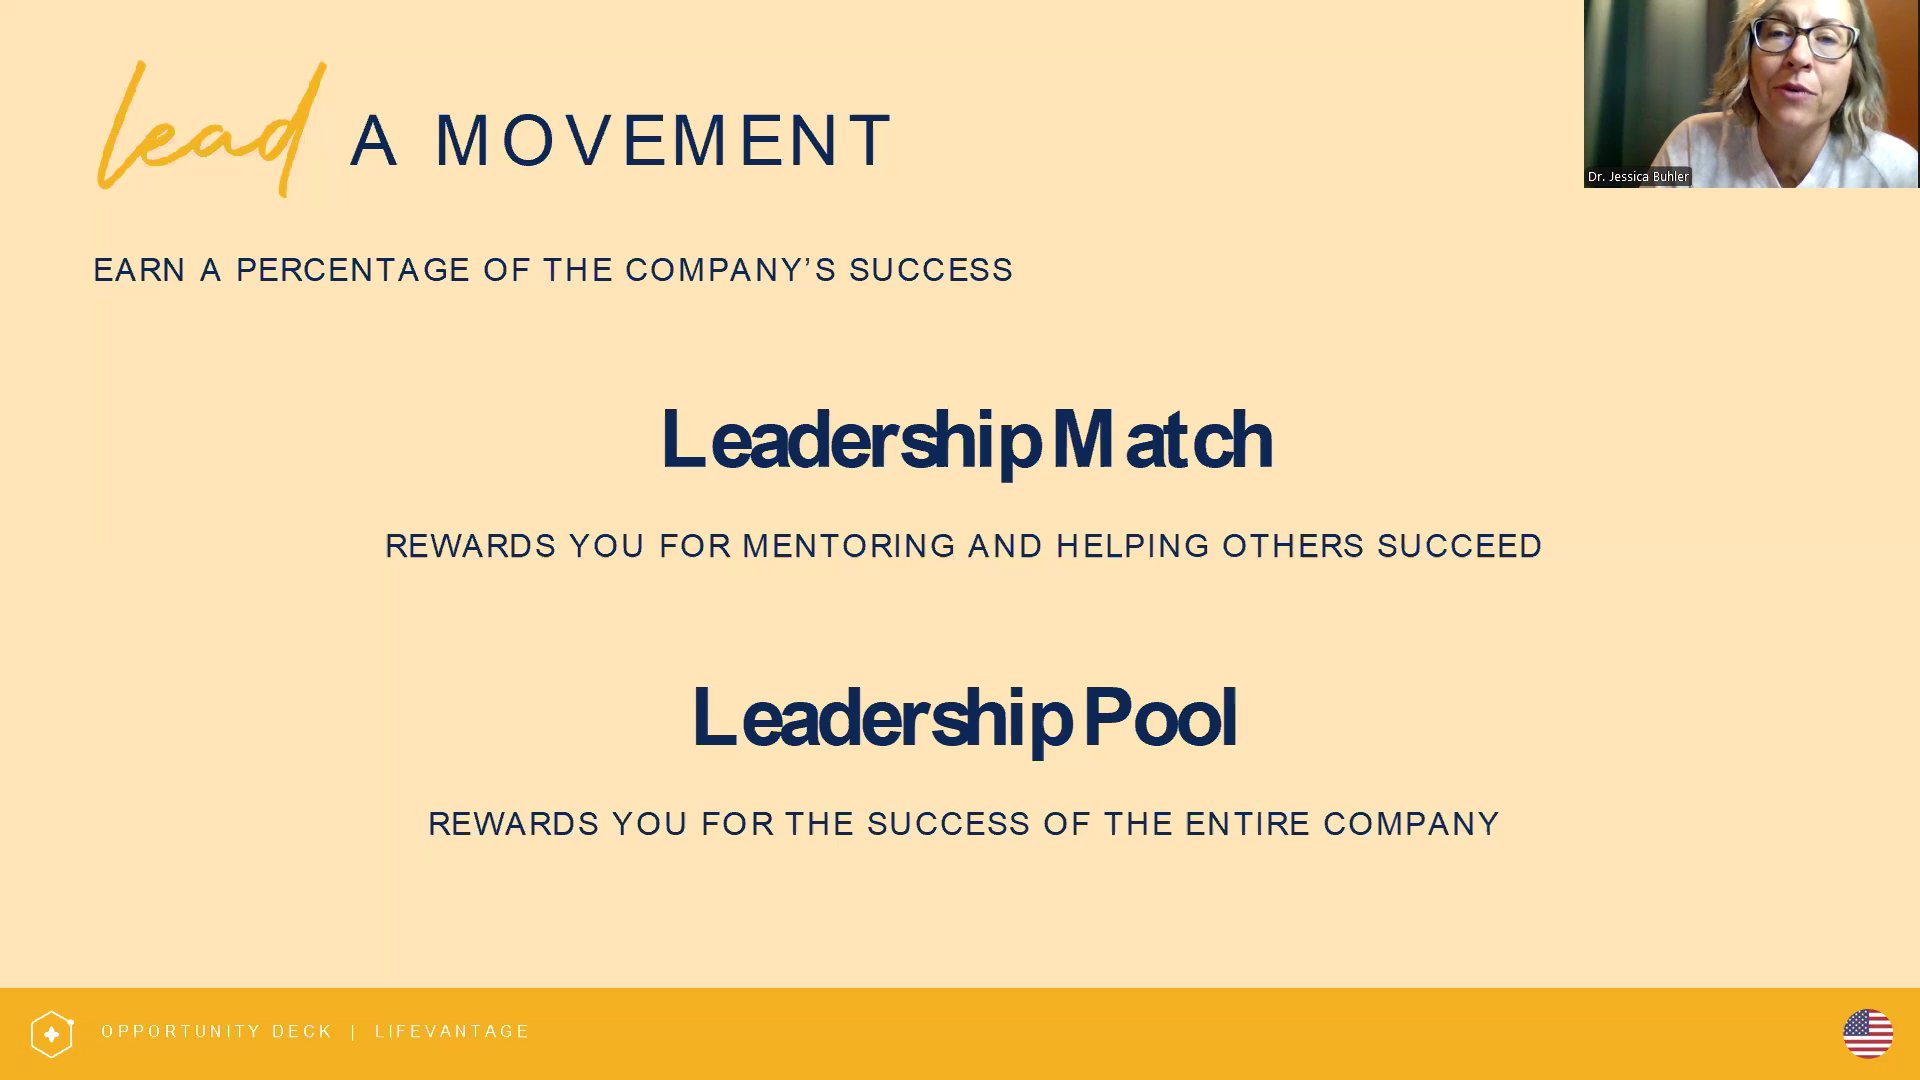 Lead A MOVEMENT
Dr. Jessica Buhler
EARN A PERCENTAGE OF THE COMPANY’S SUCCESS
Leadership Match
REWARDS YOU FOR MENTORING AND HELPING OTHERS SUCCEED
Leadership Pool
REWARDS YOU FOR THE SUCCESS OF THE ENTIRE COMPANY
OPPORTUNITY DECK | LIFEVANTAGE